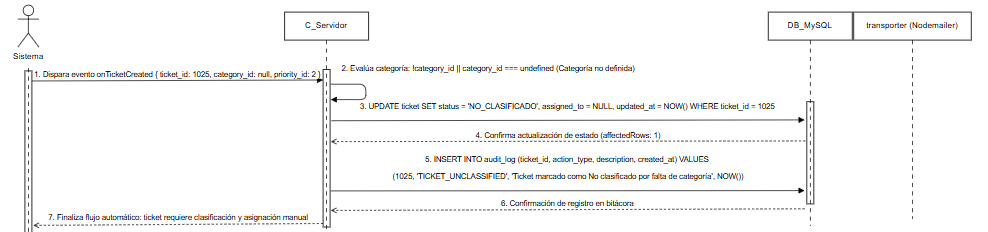 C_Servidor
DB_MySQL
transporter (Nodemailer)
Sistema
1. Dispara evento onTicketCreated { ticket_id: 1025, category_id: null, priority_id: 2 }
2. Evalúa categoría: !category_id || category_id === undefined (Categoría no definida)
3. UPDATE ticket SET status = 'NO_CLASIFICADO', assigned_to = NULL, updated_at = NOW() WHERE ticket_id = 1025
4. Confirma actualización de estado (affectedRows: 1)
5. INSERT INTO audit_log (ticket_id, action_type, description, created_at) VALUES
(1025, 'TICKET_UNCLASSIFIED', 'Ticket marcado como No clasificado por falta de categoría', NOW())
6. Confirmación de registro en bitácora
7. Finaliza flujo automático: ticket requiere clasificación y asignación manual